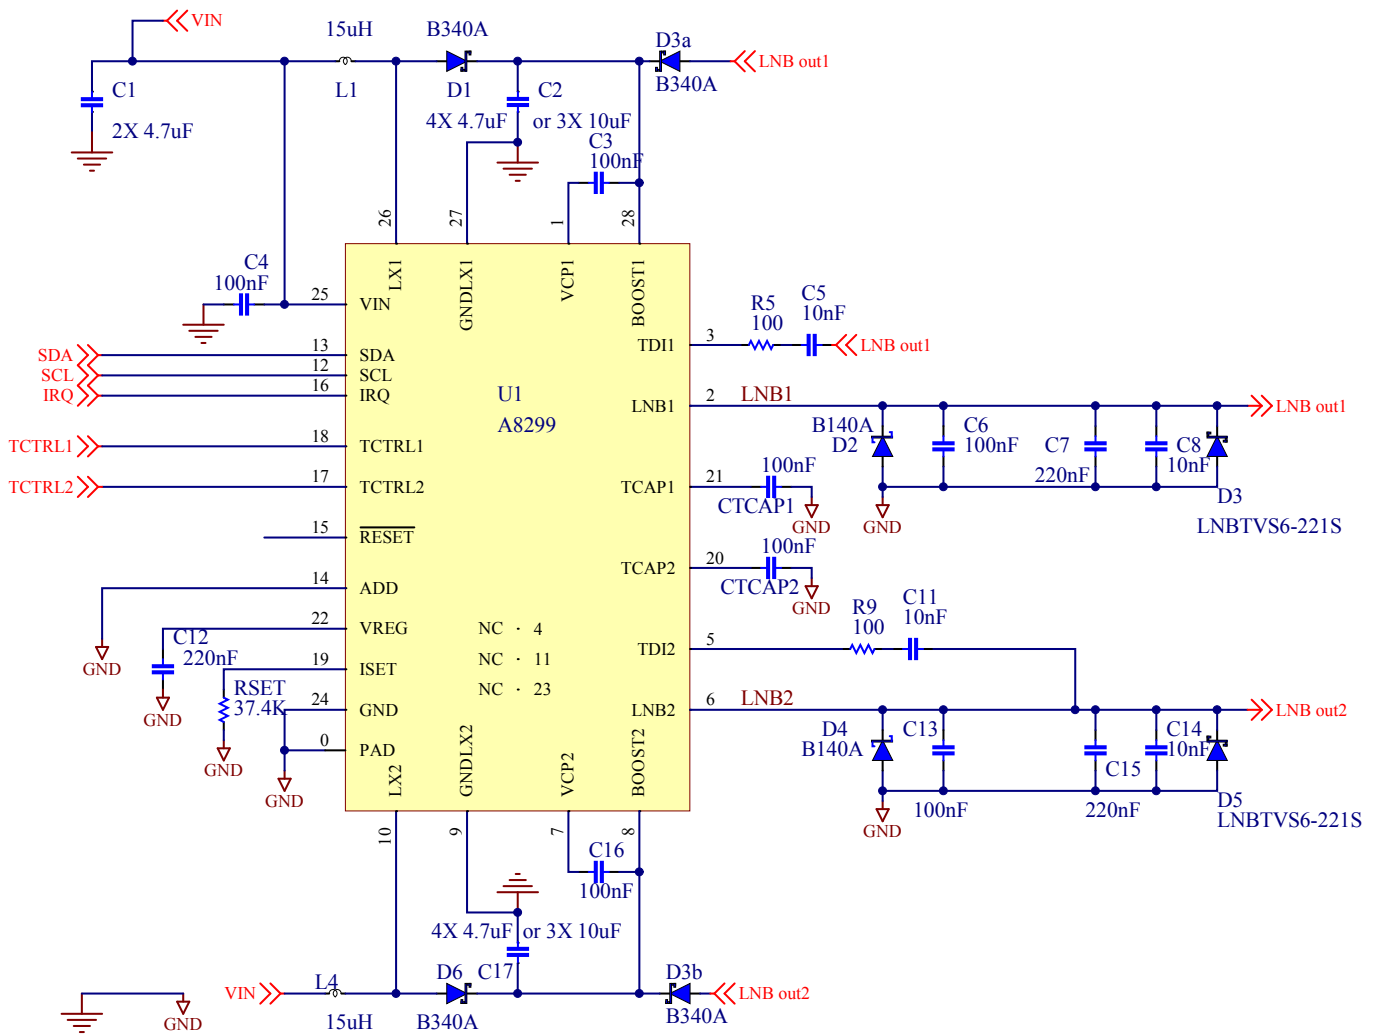 VIN
15uH
B340A
D3a
LNB out1
C1
L1
D1
C2
B340A
2X 4.7uF
4X 4.7uF or 3X 10uF
C3
100nF
26
27
1
28
LX1
GNDLX1
VCP1
BOOST1
C4
100nF
25
VIN
R5
100
C5
10nF
3
TDI1
LNB out1
SDA
13
SDA
SCL
12
SCL
IRQ
16
IRQ
U1
A8299
LNB1
2
LNB1
LNB out1
B140A
D2
C6
100nF
C7
220nF
C8
10nF
TCTRL1
18
TCTRL1
TCTRL2
17
TCTRL2
TCAP1
21
100nF
CTCAP1
GND
GND
D3
LNBTVS6-221S
15
RESET
TCAP2
20
100nF
CTCAP2
GND
14
ADD
GND
22
VREG
C12
220nF
GND
19
ISET
RSET
37.4K
GND
24
GND
0
PAD
GND
NC · 4
NC · 11
NC · 23
R9
100
C11
10nF
TDI2
5
LNB2
6
LNB2
LNB out2
D4
B140A
C13
100nF
C15
220nF
C14
10nF
D5
LNBTVS6-221S
GND
LX2
GNDLX2
VCP2
BOOST2
10
9
7
8
C16
100nF
4X 4.7uF or 3X 10uF
VIN
L4
15uH
D6
B340A
C17
D3b
B340A
LNB out2
GND